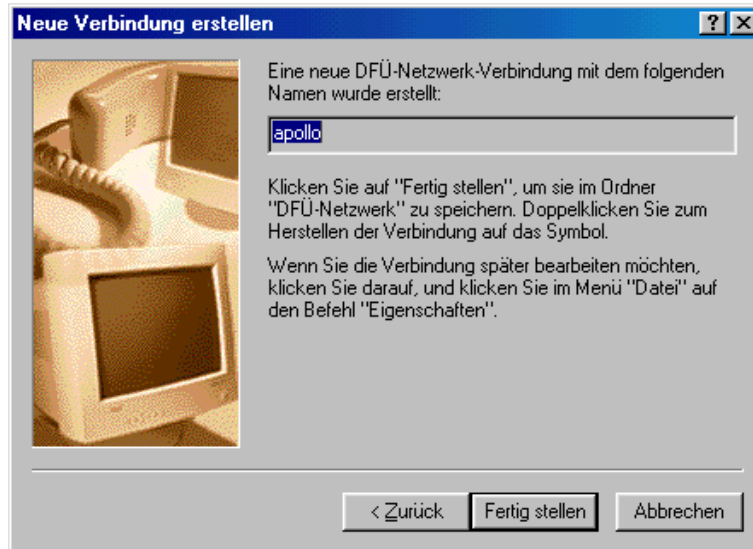 Neue Verbindung erstellen
Eine neue DFÜ-Netzwerk-Verbindung mit dem folgenden
Namen wurde erstellt:
apollo
Klicken Sie auf "Fertig stellen", um sie im Ordner
"DFÜ-Netzwerk" zu speichern. Doppelklicken Sie zum
Herstellen der Verbindung auf das Symbol.
Wenn Sie die Verbindung später bearbeiten möchten,
klicken Sie darauf, und klicken Sie im Menü "Datei" auf
den Befehl "Eigenschaften".
< Zurück Fertig stellen Abbrechen